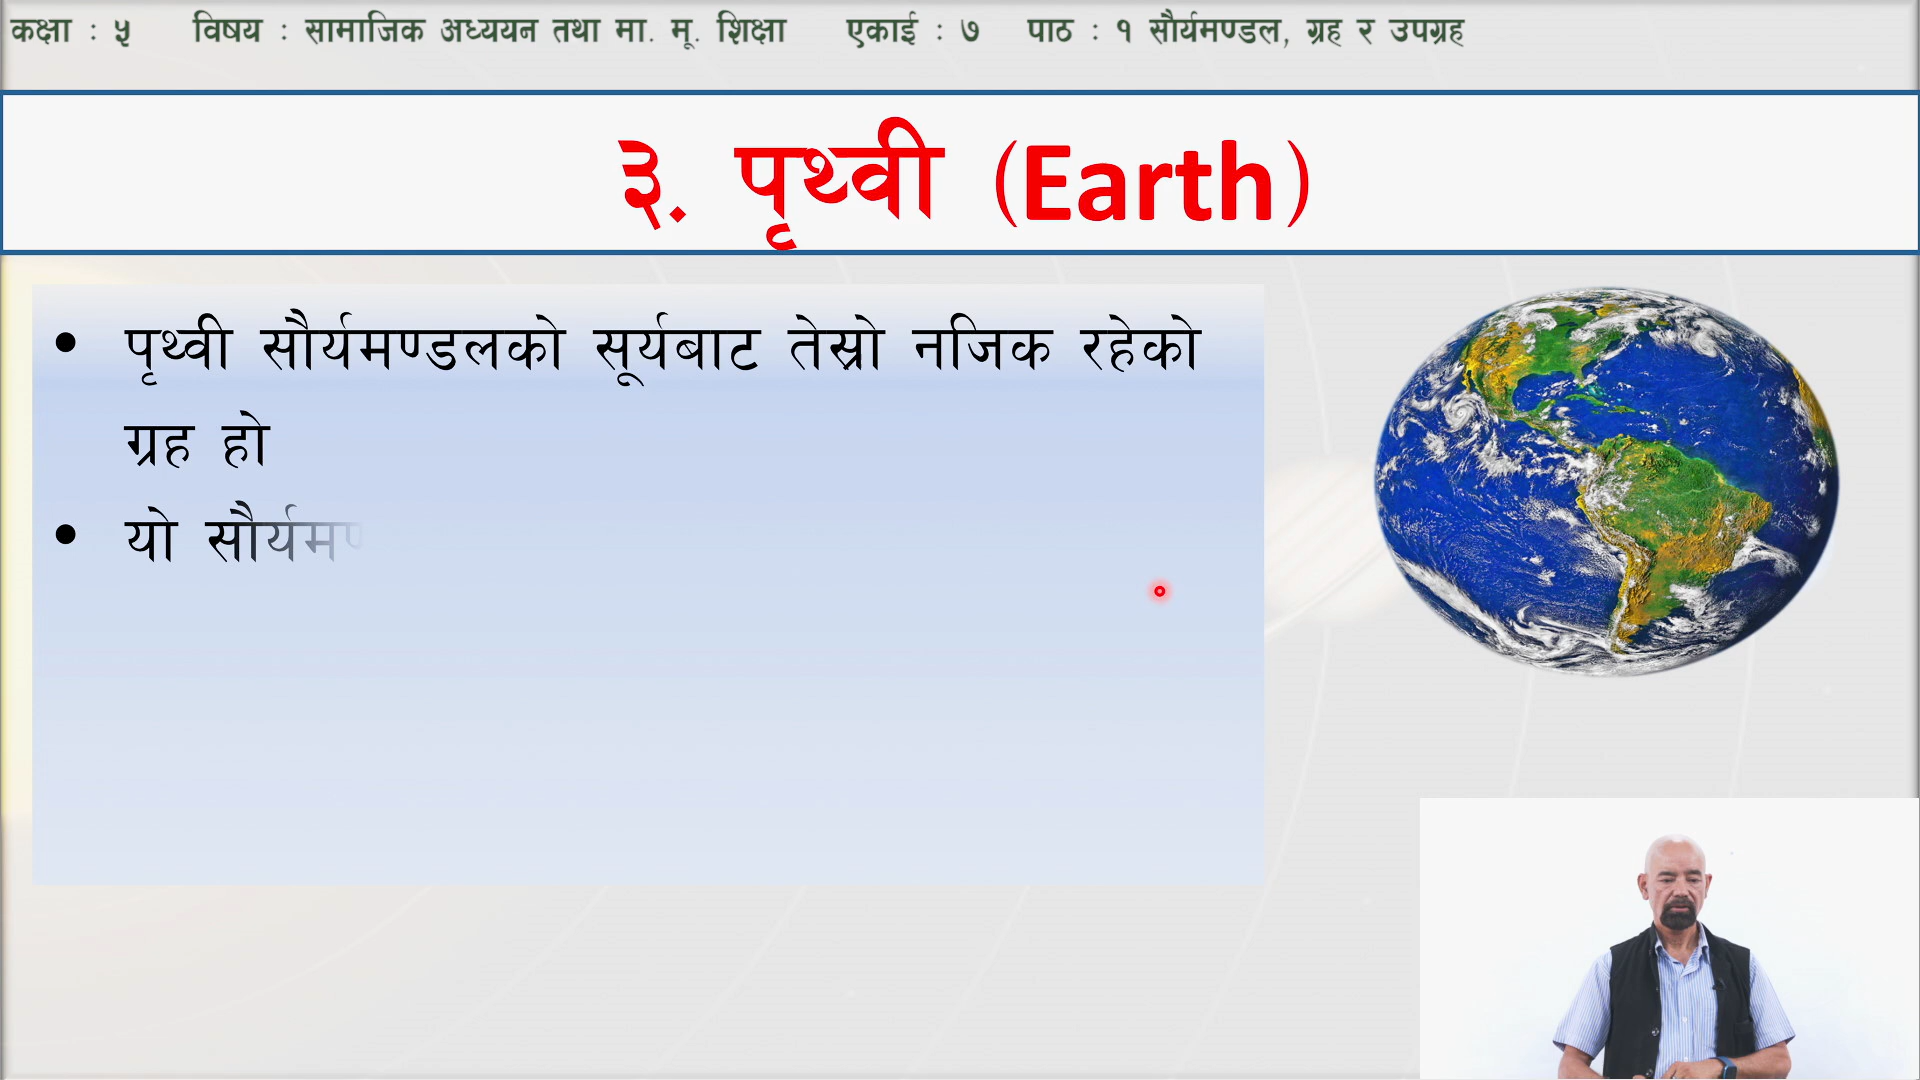 कक्षा : ५ विषय : सामाजिक अध्ययन तथा मा. मू. शिक्षा एकाई : ७ पाठ : १ सौर्यमण्डल, ग्रह र उपग्रह
३. पृथ्वी (Earth)
• पृथ्वी सौर्यमण्डलको सूर्यबाट तेस्रो नजिक रहेको
ग्रह हो
• यो